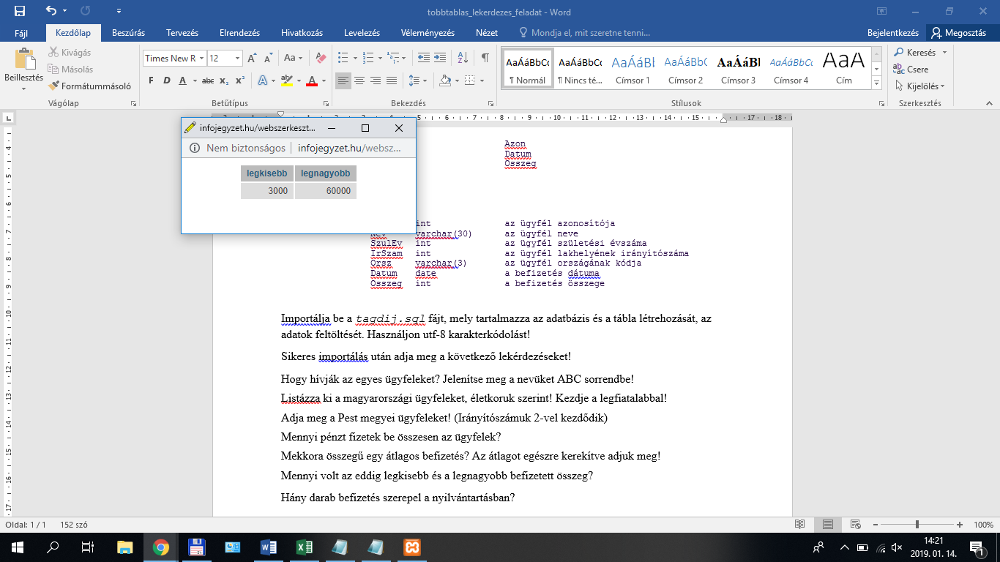 tobbtablas_lekerdezes_feladat - Word
Fájl Kezdőlap Beszúrás Tervezés Elrendezés Hivatkozás Levelezés Véleményezés Nézet Mondja el, mit szeretne tenni... Bejelentkezés Megosztás
Beillesztés
Kivágás
Másolás
Formátummásoló
Vágólap
Times New R 12
Betűtípus
Bekezdés
AaÁáBbCc ¶ Normál
AaÁáBbCc ¶ Nincs té...
AaÁáBb Címsor 1
AaÁáBbC Címsor 2
AaÁáBl Címsor 3
AaÁáBbCc Címsor 4
AaA Cím
Stílusok
Keresés
Csere
Kijelölés
Szerkesztés
infojegyzet.hu/webszerkeszt...
Nem biztonságos infojegyzet.hu/websz...
legkisebb legnagyobb
3000 60000
Azon
Datum
Osszeg
int az ügyfél azonosítója
Nev varchar(30) az ügyfél neve
SzulEv int az ügyfél születési évszáma
IrSzam int az ügyfél lakhelyének irányítószáma
Orsz varchar(3) az ügyfél országának kódja
Datum date a befizetés dátuma
Osszeg int a befizetés összege
Importálja be a tagdij.sql fájt, mely tartalmazza az adatbázis és a tábla létrehozását, az
adatok feltöltését. Használjon utf-8 karakterkódolást!
Sikeres importálás után adja meg a következő lekérdezéseket!
Hogy hívják az egyes ügyfeleket? Jelenítse meg a nevüket ABC sorrendbe!
Listázza ki a magyarországi ügyfeleket, életkoruk szerint! Kezdje a legfiatalabbal!
Adja meg a Pest megyei ügyfeleket! (Irányítószámuk 2-vel kezdődik)
Mennyi pénzt fizetek be összesen az ügyfelek?
Mekkora összegű egy átlagos befizetés? Az átlagot egészre kerekítve adjuk meg!
Mennyi volt az eddig legkisebb és a legnagyobb befizetett összeg?
Hány darab befizetés szerepel a nyilvántartásban?
Oldal: 1 / 1 152 szó 100%
14:21
2019. 01. 14.
1